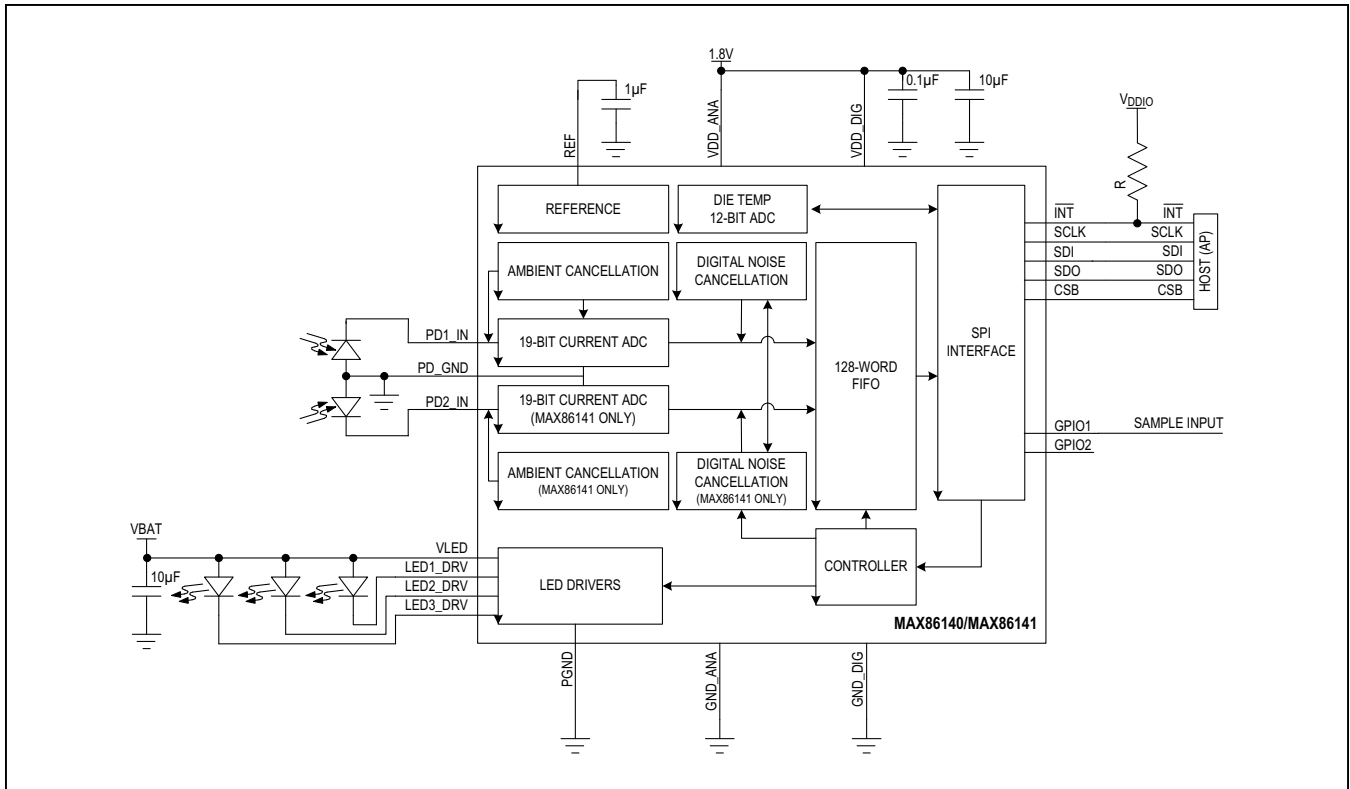 1.8V
1µF
0.1µF
10µF
VDDIO
REF
VDD_ANA
VDD_DIG
R
REFERENCE
DIE TEMP
12-BIT ADC
INT
INT
SCLK
SCLK
SDI
SDI
SDO
SDO
CSB
CSB
HOST (AP)
AMBIENT CANCELLATION
DIGITAL NOISE
CANCELLATION
PD1_IN
19-BIT CURRENT ADC
SPI
INTERFACE
PD_GND
128-WORD
FIFO
PD2_IN
19-BIT CURRENT ADC
(MAX86141 ONLY)
GPIO1
SAMPLE INPUT
GPIO2
AMBIENT CANCELLATION
(MAX86141 ONLY)
DIGITAL NOISE
CANCELLATION
(MAX86141 ONLY)
VBAT
10µF
VLED
LED1_DRV
LED2_DRV
LED3_DRV
LED DRIVERS
CONTROLLER
MAX86140/MAX86141
PGND
GND_ANA
GND_DIG